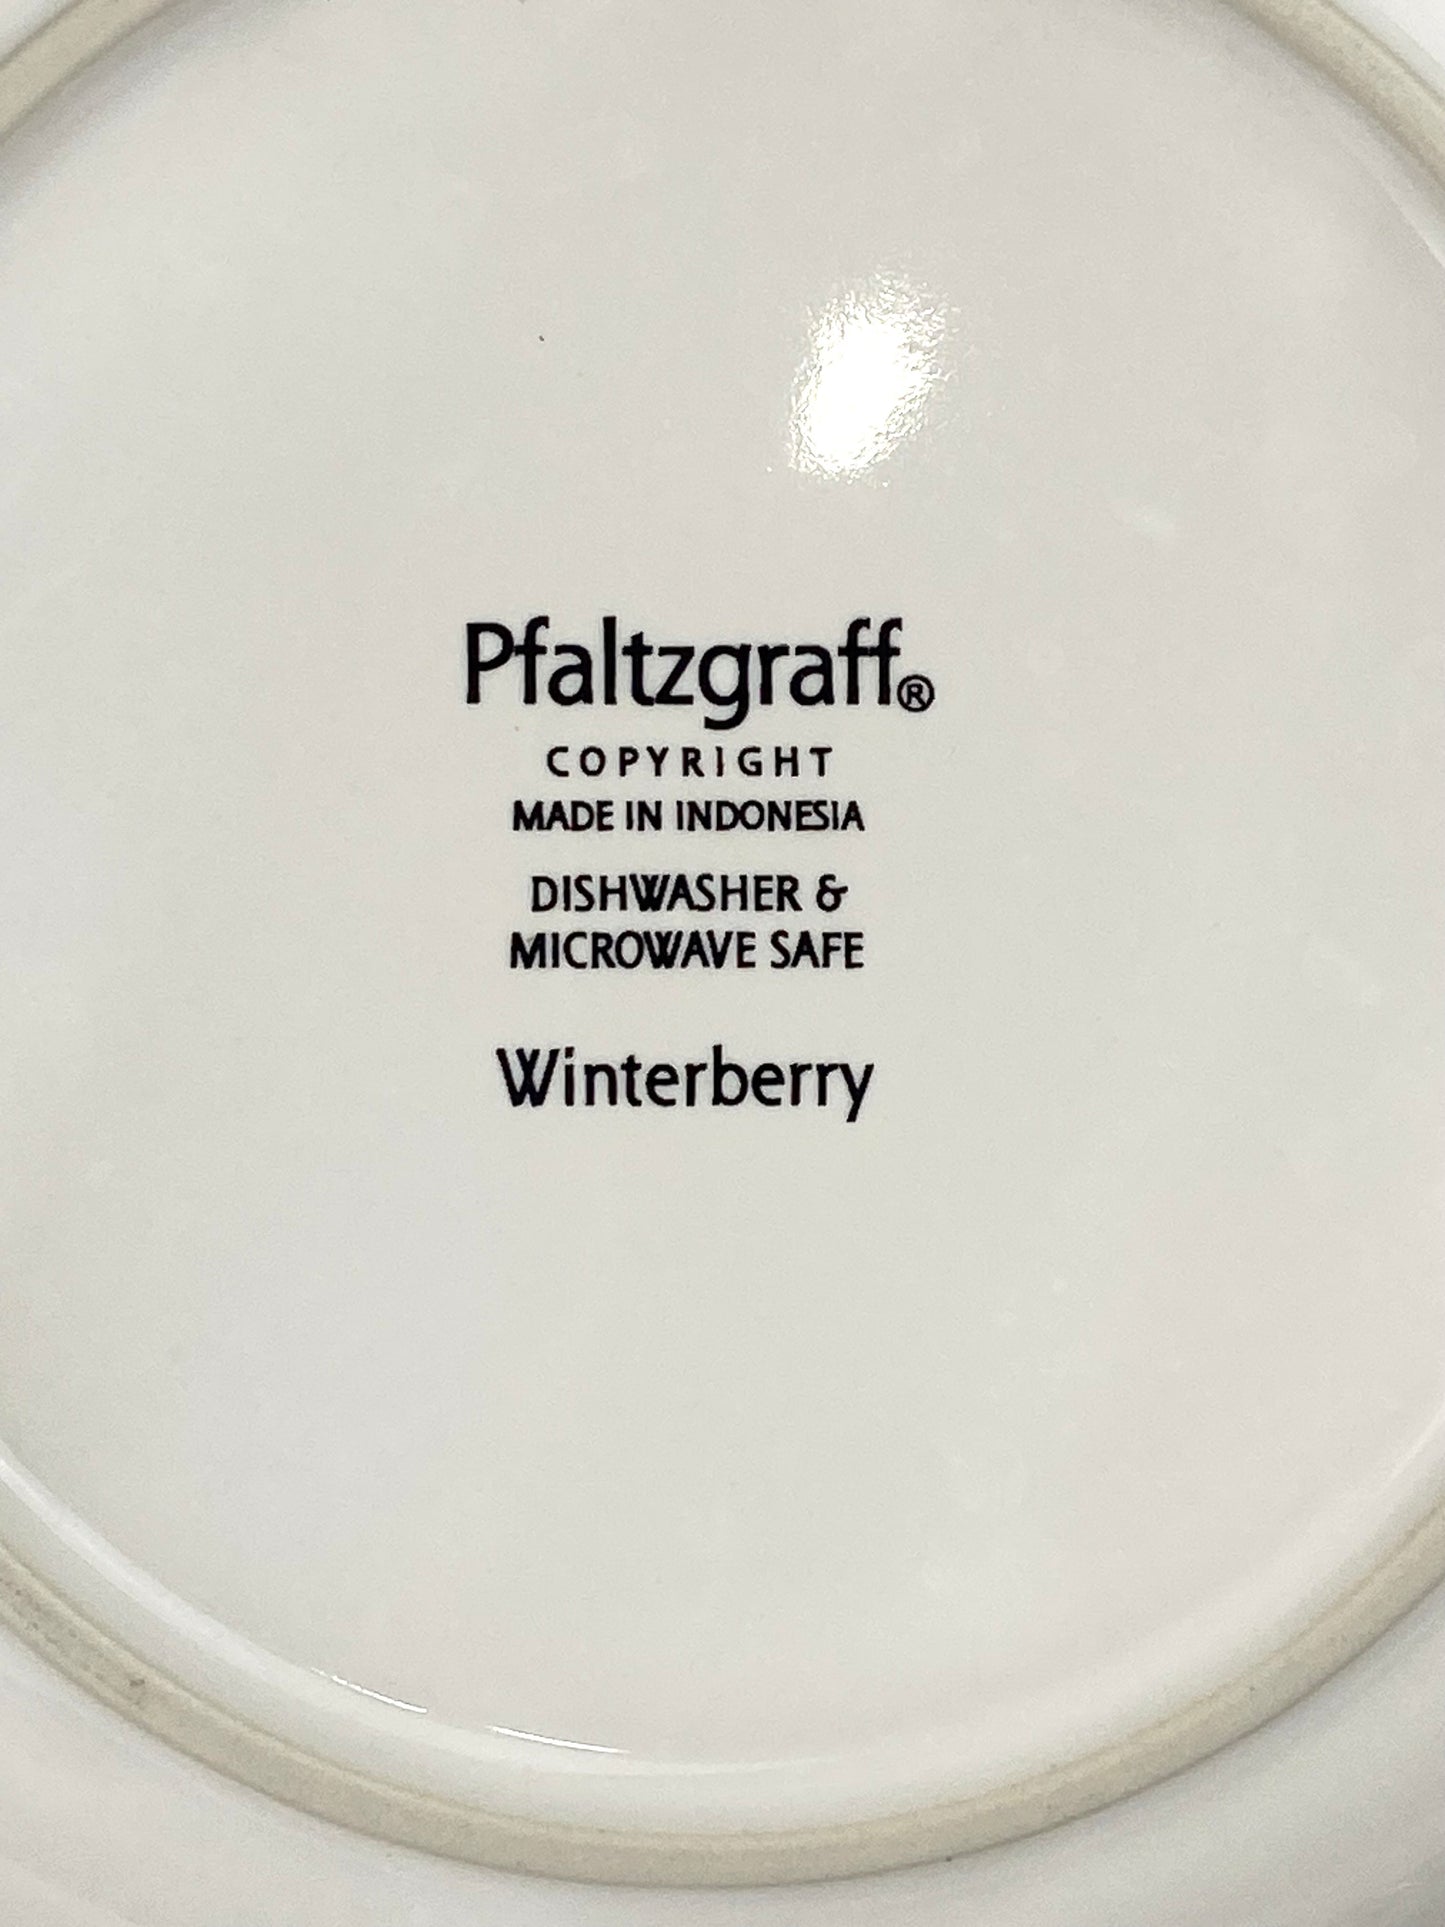 Pfaltzgraff®
COPYRIGHT
MADE IN INDONESIA
DISHWASHER &
MICROWAVE SAFE
Winterberry